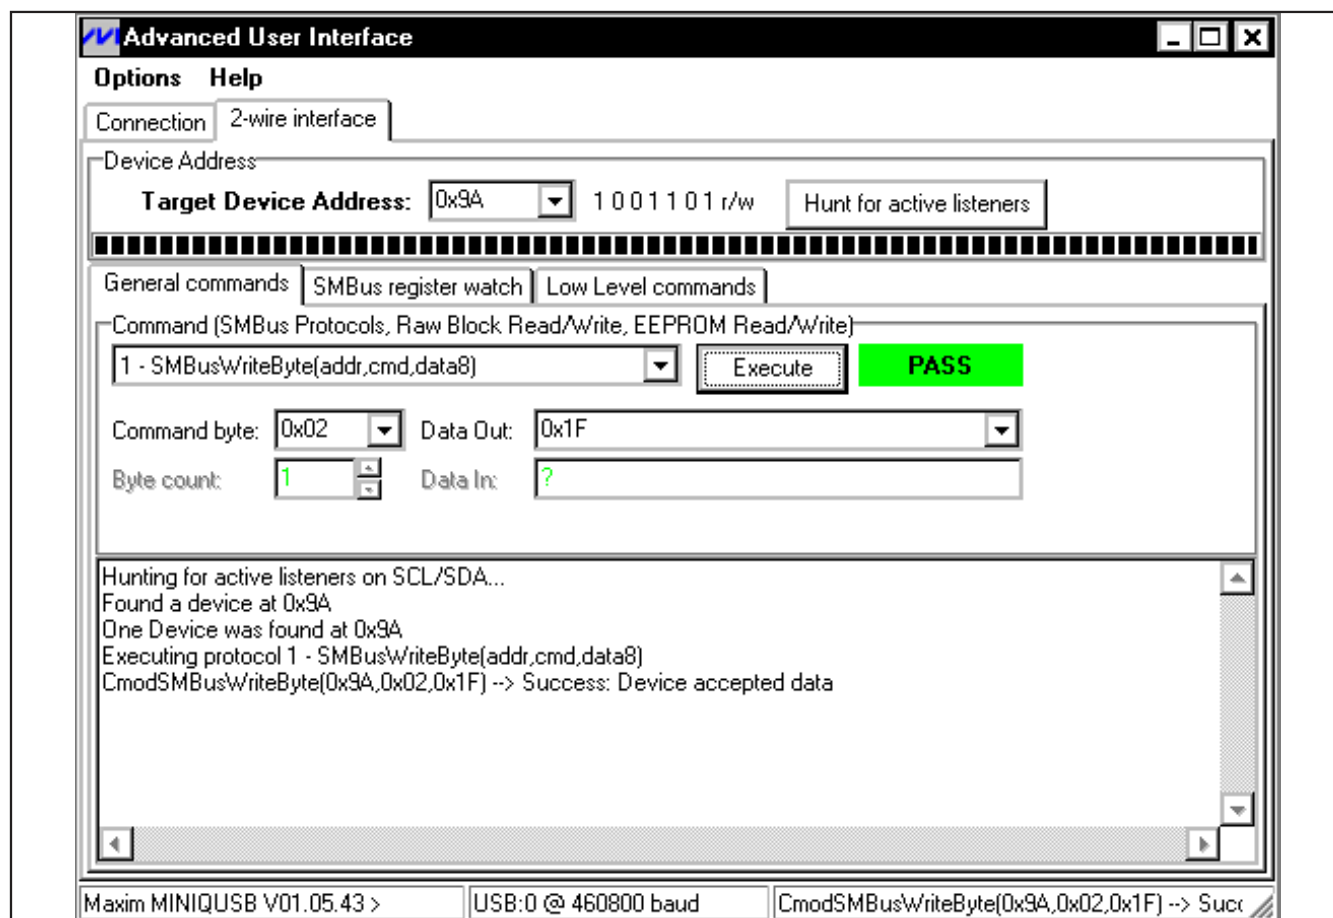 Advanced User Interface
Options Help
Connection 2-wire interface
Device Address
Target Device Address: 0x9A 1 0 0 1 1 0 1 r/w Hunt for active listeners
General commands SMBus register watch Low Level commands
Command (SMBus Protocols, Raw Block Read/Write, EEPROM Read/Write)
1 - SMBusWriteByte(addr,cmd,data8) Execute PASS
Command byte: 0x02 Data Out: 0x1F
Byte count: 1 Data In: ?
Hunting for active listeners on SCL/SDA...
Found a device at 0x9A
One Device was found at 0x9A
Executing protocol 1 - SMBusWriteByte(addr,cmd,data8)
CmodSMBusWriteByte(0x9A,0x02,0x1F) --> Success: Device accepted data
Maxim MINIQUSB V01.05.43 > USB:0 @ 460800 baud CmodSMBusWriteByte(0x9A,0x02,0x1F) --> Succ